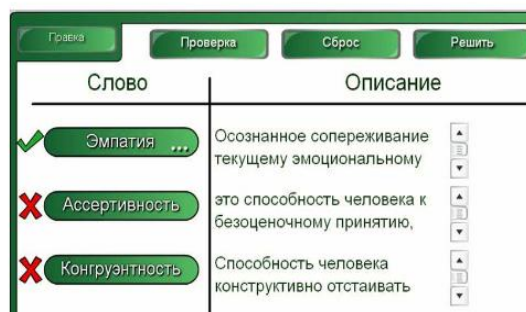 Правка
Проверка Сброс Решить
Слово Описание
Эмпатия ...
Осознанное сопереживание
текущему эмоциональному
Ассертивность
это способность человека к
безоценочному принятию,
Конгруэнтность
Способность человека
конструктивно отстаивать